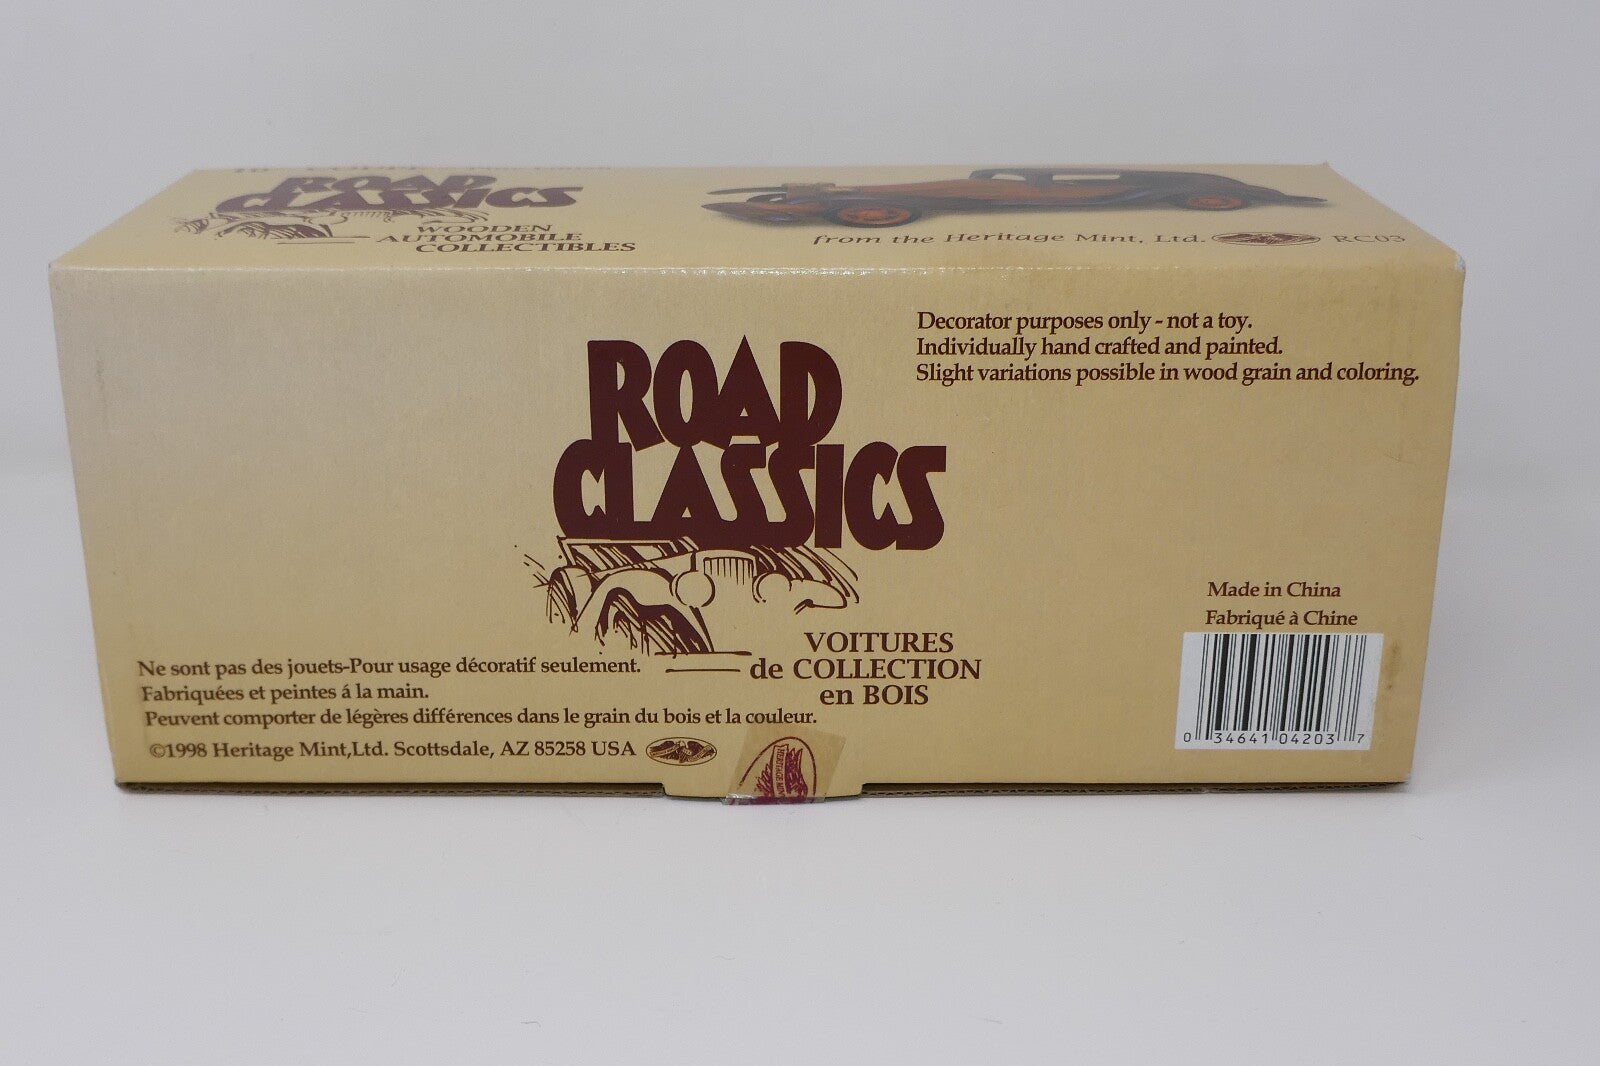 ROAD
CLASSICS
WOODEN
AUTOMOBILE
COLLECTIBLES
from the Heritage Mint, Ltd. RC03
Decorator purposes only - not a toy.
Individually hand crafted and painted.
Slight variations possible in wood grain and coloring.
ROAD
CLASSICS
VOITURES
de COLLECTION
en BOIS
Made in China
Fabriqué à Chine
0 34641 04203 7
Ne sont pas des jouets-Pour usage décoratif seulement.
Fabriquées et peintes á la main.
Peuvent comporter de légères différences dans le grain du bois et la couleur.
©1998 Heritage Mint,Ltd. Scottsdale, AZ 85258 USA
HERITAGE MINT